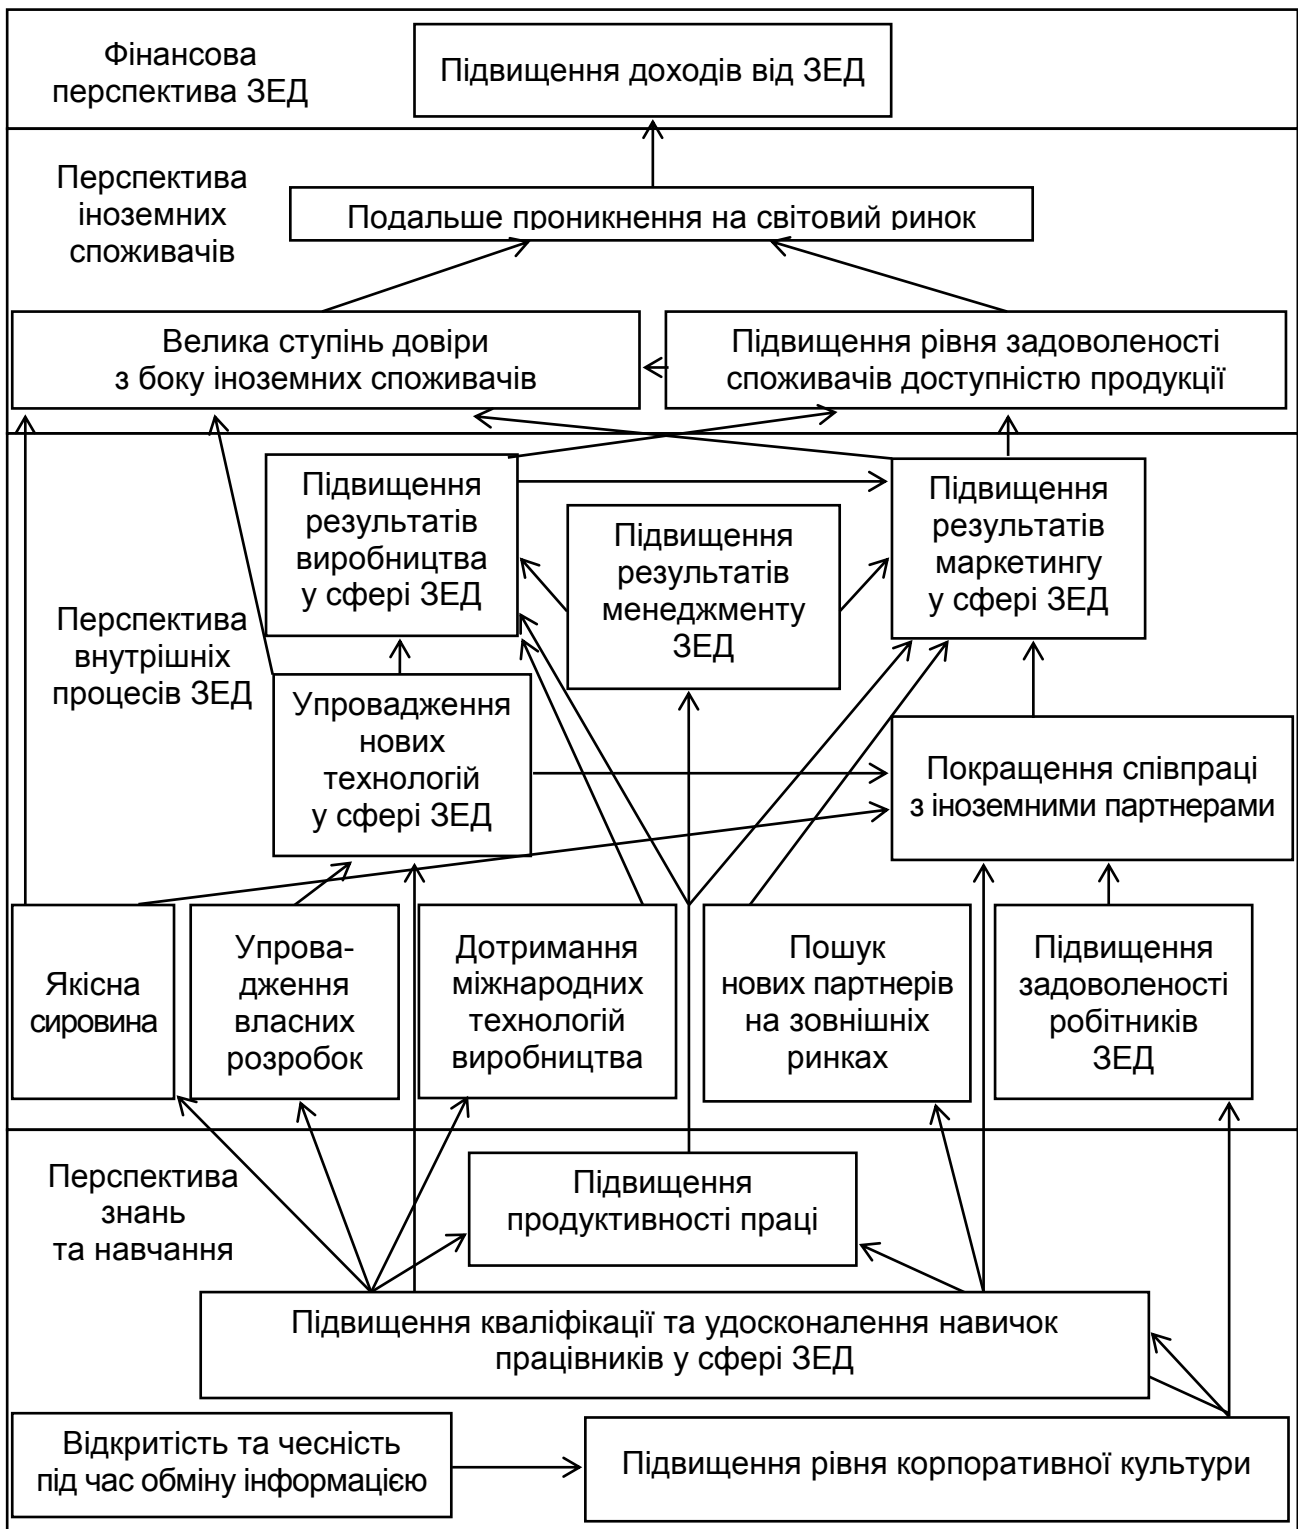 Фінансова
перспектива ЗЕД
Підвищення доходів від ЗЕД
Перспектива
іноземних
споживачів
Подальше проникнення на світовий ринок
Велика ступінь довіри
з боку іноземних споживачів
Підвищення рівня задоволеності
споживачів доступністю продукції
Підвищення
результатів
виробництва
у сфері ЗЕД
Підвищення
результатів
менеджменту
ЗЕД
Підвищення
результатів
маркетингу
у сфері ЗЕД
Перспектива
внутрішніх
процесів ЗЕД
Упровадження
нових
технологій
у сфері ЗЕД
Покращення співпраці
з іноземними партнерами
Якісна
сировина
Упрова-
дження
власних
розробок
Дотримання
міжнародних
технологій
виробництва
Пошук
нових партнерів
на зовнішніх
ринках
Підвищення
задоволеності
робітників
ЗЕД
Перспектива
знань
та навчання
Підвищення
продуктивності праці
Підвищення кваліфікації та удосконалення навичок
працівників у сфері ЗЕД
Відкритість та чесність
під час обміну інформацією
Підвищення рівня корпоративної культури